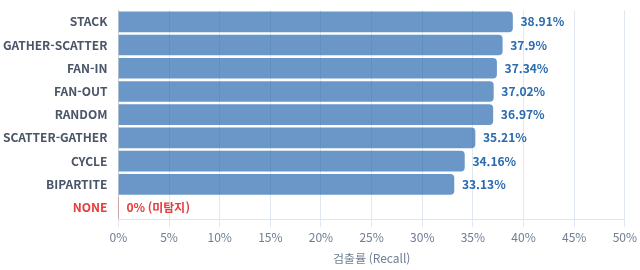 STACK 38.91%
GATHER-SCATTER 37.9%
FAN-IN 37.34%
FAN-OUT 37.02%
RANDOM 36.97%
SCATTER-GATHER 35.21%
CYCLE 34.16%
BIPARTITE 33.13%
NONE 0% (미탐지)
0% 5% 10% 15% 20% 25% 30% 35% 40% 45% 50%
검출률 (Recall)